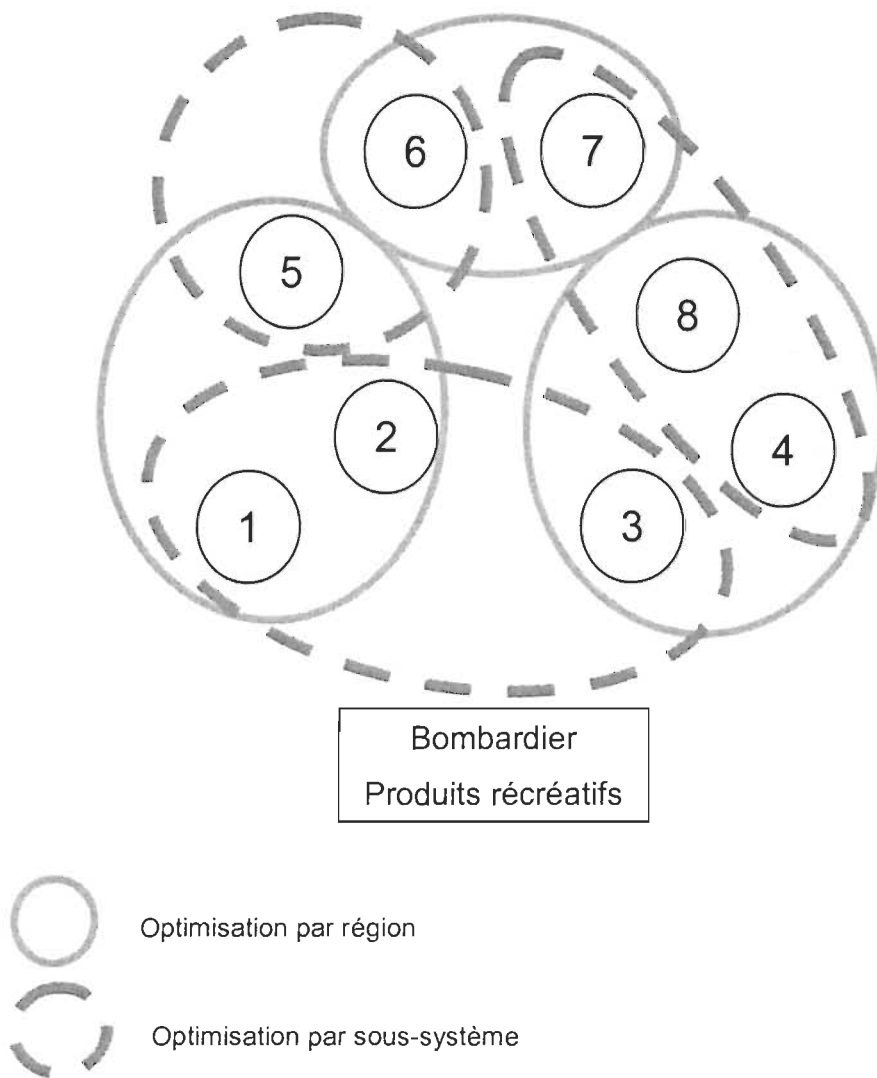 6
7
5
8
2
4
1
3
Bombardier
Produits récréatifs
Optimisation par région
Optimisation par sous-système